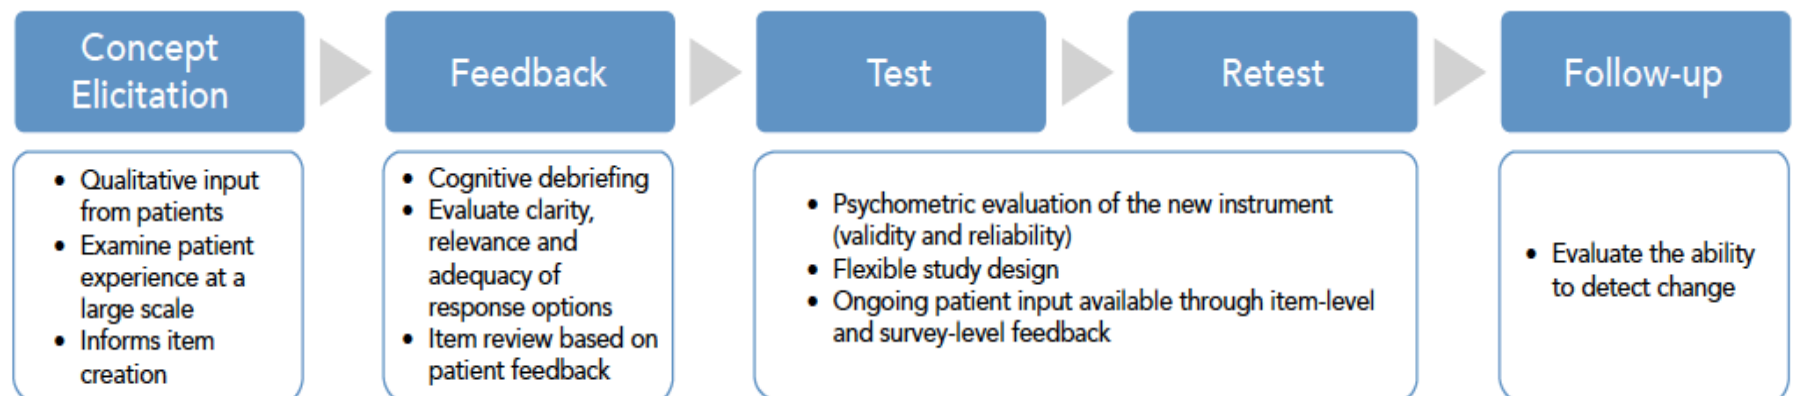 Concept
Elicitation
Feedback
Test
Retest
Follow-up
• Qualitative input
from patients
• Examine patient
experience at a
large scale
• Informs item
creation
• Cognitive debriefing
• Evaluate clarity,
relevance and
adequacy of
response options
• Item review based on
patient feedback
• Psychometric evaluation of the new instrument
(validity and reliability)
• Flexible study design
• Ongoing patient input available through item-level
and survey-level feedback
• Evaluate the ability
to detect change